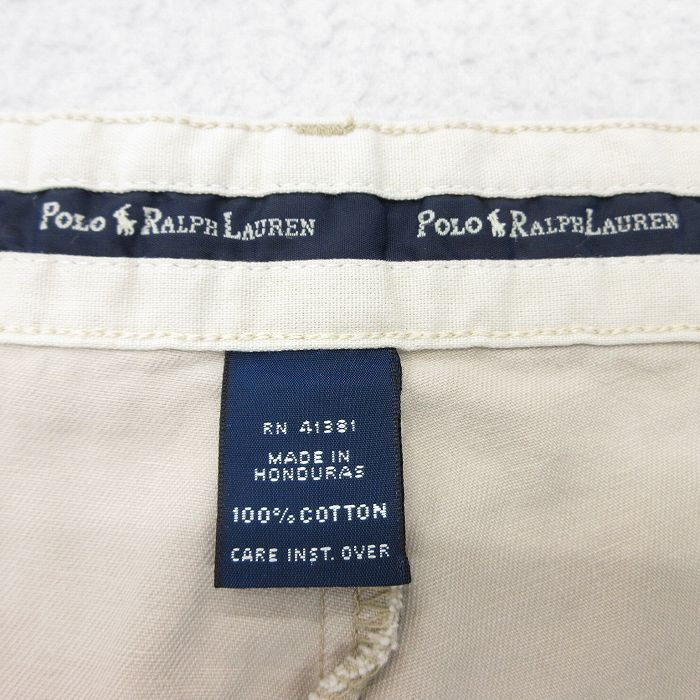 POLO RALPH LAUREN POLO RALPH LAUREN
RN 41381
MADE IN
HONDURAS
100% COTTON
CARE INST. OVER